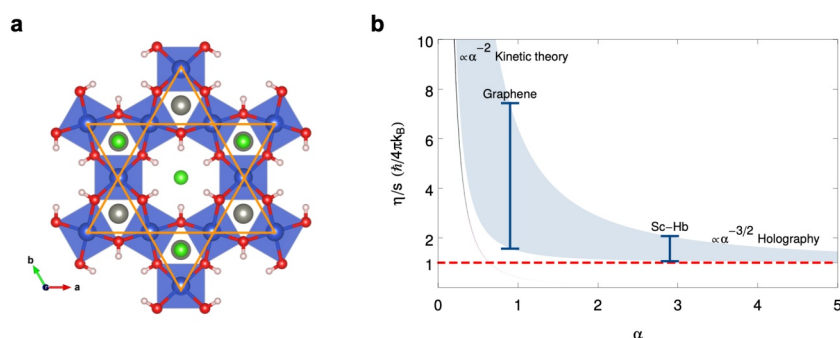 a
b
a
b
10
8
6
4
2
1
0
0
1
2
3
4
5
η/s (ħ/4πk_B)
α
∝α⁻² Kinetic theory
Graphene
Sc-Hb
∝α⁻³/² Holography